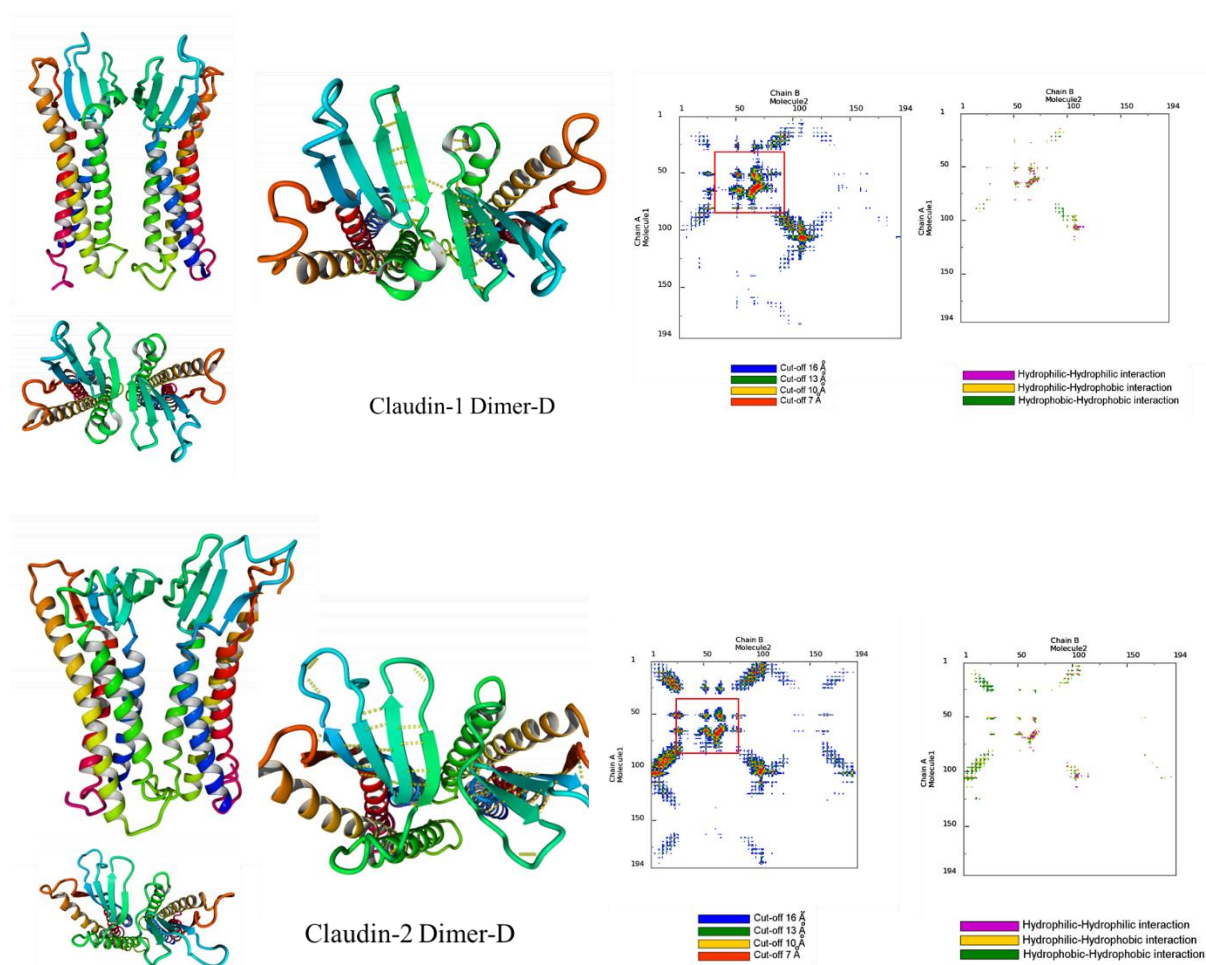 Chain B
Molecule2
1 50 100 150 194
1
50
100
150
194
Chain A
Molecule1
Cut-off 16 Å
Cut-off 13 Å
Cut-off 10 Å
Cut-off 7 Å
Chain B
Molecule2
1 50 100 150 194
1
50
100
150
194
Chain A
Molecule1
Hydrophilic-Hydrophilic interaction
Hydrophilic-Hydrophobic interaction
Hydrophobic-Hydrophobic interaction
Claudin-1 Dimer-D
Chain B
Molecule2
1 50 100 150 194
1
50
100
150
194
Chain A
Molecule1
Cut-off 16 Å
Cut-off 13 Å
Cut-off 10 Å
Cut-off 7 Å
Chain B
Molecule2
1 50 100 150 194
1
50
100
150
194
Chain A
Molecule1
Hydrophilic-Hydrophilic interaction
Hydrophilic-Hydrophobic interaction
Hydrophobic-Hydrophobic interaction
Claudin-2 Dimer-D